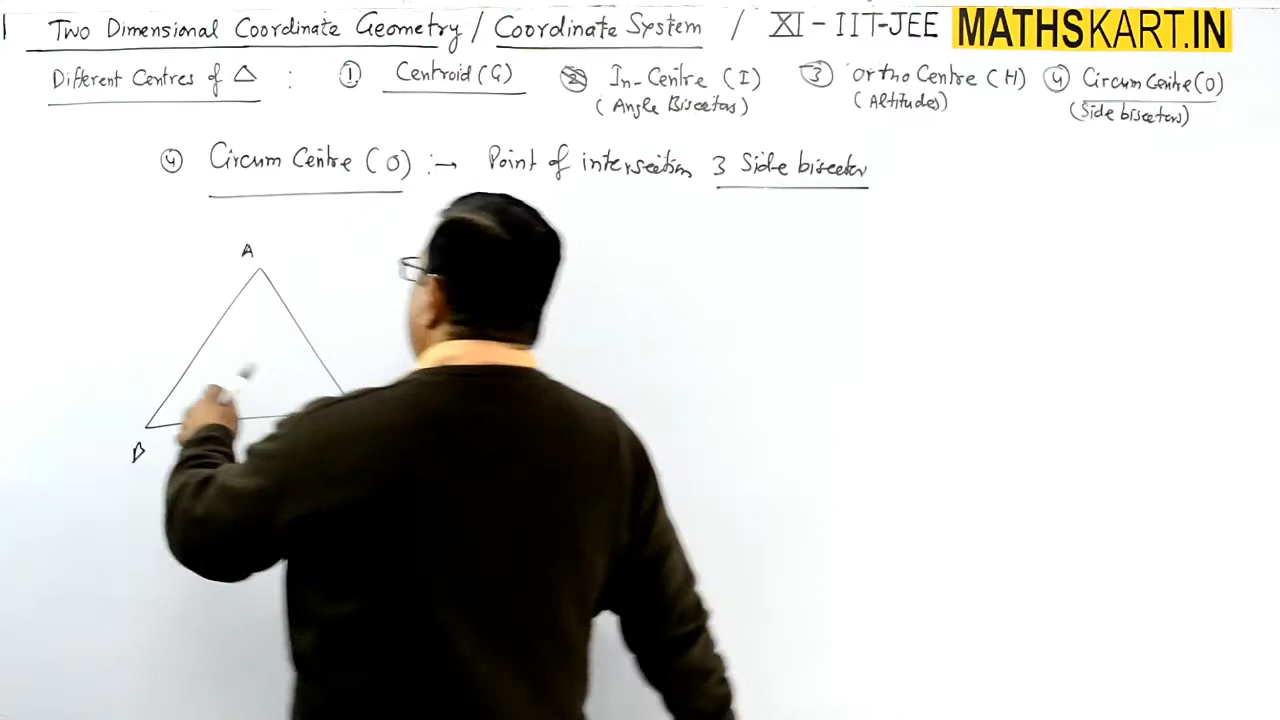 1 Two Dimensional Coordinate Geometry / Coordinate System / XI - IIT-JEE MATHSKART.IN
Different Centres of Δ : ① Centroid (G) ② In-Centre (I) ③ Ortho Centre (H) ④ Circum Centre (O)
(Angle Bisectors) (Altitudes) (Side bisectors)
④ Circum Centre (O) :→ Point of intersection 3 Side bisector
A
B